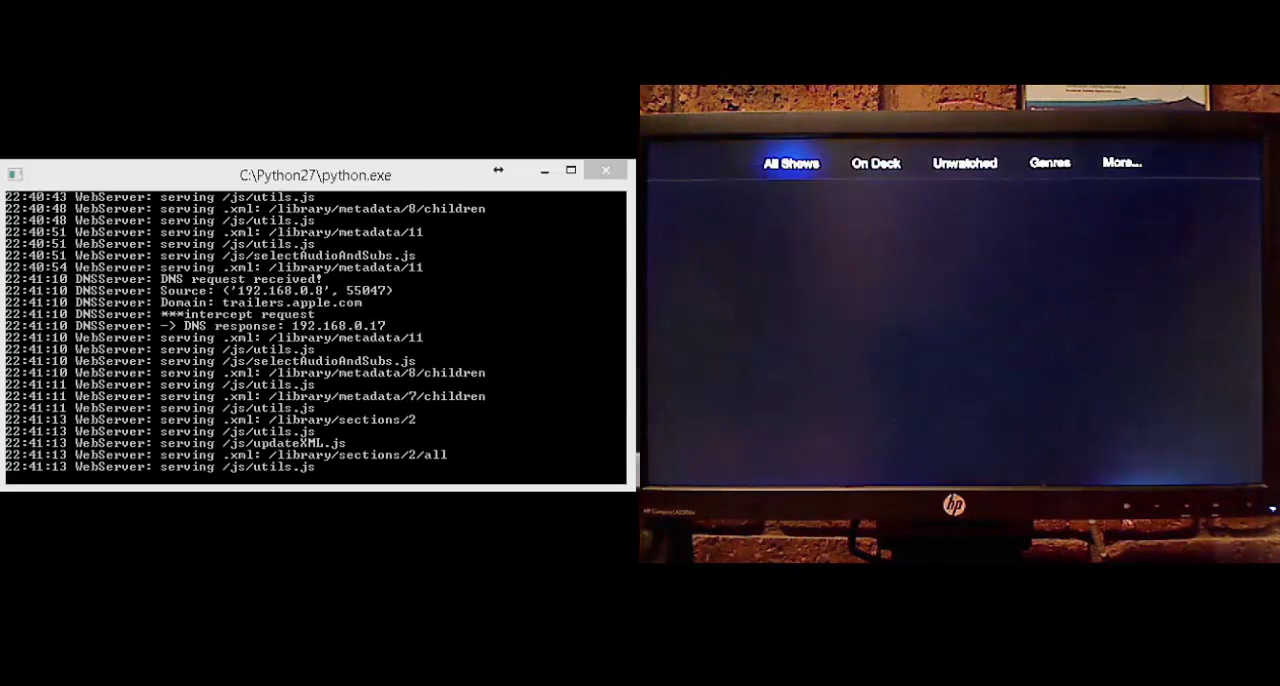 C:\Python27\python.exe
22:40:43 WebServer: serving /js/utils.js
22:40:48 WebServer: serving .xml: /library/metadata/8/children
22:40:48 WebServer: serving /js/utils.js
22:40:51 WebServer: serving .xml: /library/metadata/11
22:40:51 WebServer: serving /js/utils.js
22:40:51 WebServer: serving /js/selectAudioAndSubs.js
22:40:54 WebServer: serving .xml: /library/metadata/11
22:41:10 DNSServer: DNS request received!
22:41:10 DNSServer: Source: ('192.168.0.8', 55047)
22:41:10 DNSServer: Domain: trailers.apple.com
22:41:10 DNSServer: ***intercept request
22:41:10 DNSServer: -> DNS response: 192.168.0.17
22:41:10 WebServer: serving .xml: /library/metadata/11
22:41:10 WebServer: serving /js/utils.js
22:41:10 WebServer: serving /js/selectAudioAndSubs.js
22:41:10 WebServer: serving .xml: /library/metadata/8/children
22:41:11 WebServer: serving /js/utils.js
22:41:11 WebServer: serving .xml: /library/metadata/7/children
22:41:11 WebServer: serving /js/utils.js
22:41:13 WebServer: serving .xml: /library/sections/2
22:41:13 WebServer: serving /js/utils.js
22:41:13 WebServer: serving /js/updateXML.js
22:41:13 WebServer: serving .xml: /library/sections/2/all
22:41:13 WebServer: serving /js/utils.js
All Shows On Deck Unwatched Genres More...
hp